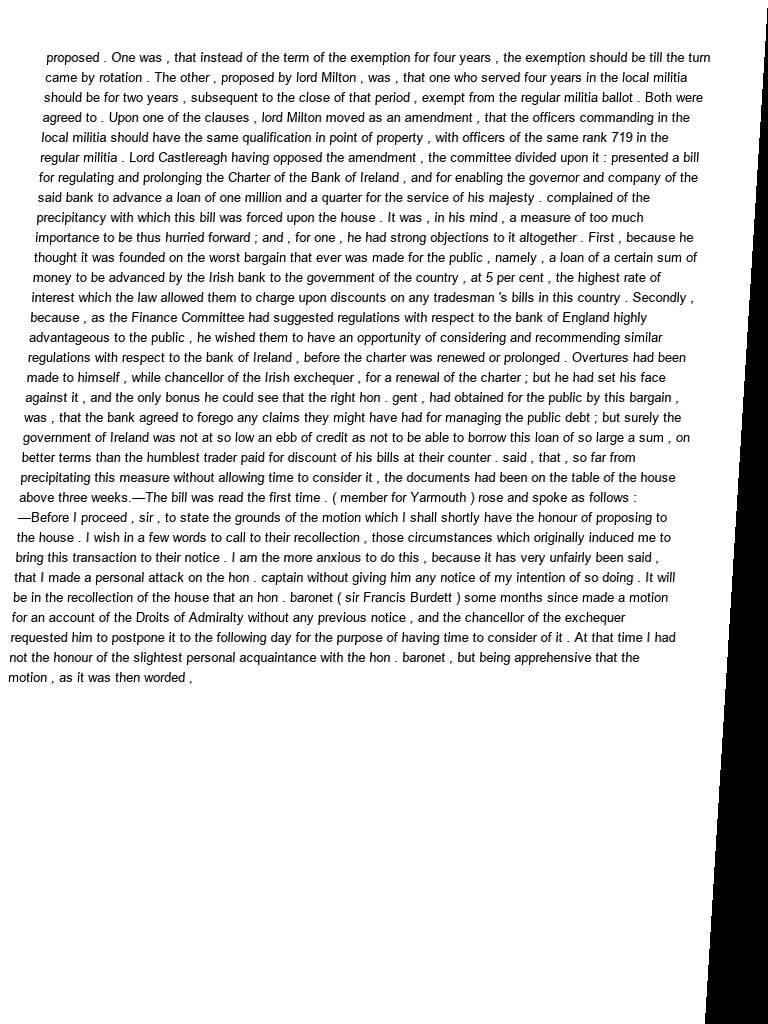 proposed . One was , that instead of the term of the exemption for four years , the exemption should be till the turn
came by rotation . The other , proposed by lord Milton , was , that one who served four years in the local militia
should be for two years , subsequent to the close of that period , exempt from the regular militia ballot . Both were
agreed to . Upon one of the clauses , lord Milton moved as an amendment , that the officers commanding in the
local militia should have the same qualification in point of property , with officers of the same rank 719 in the
regular militia . Lord Castlereagh having opposed the amendment , the committee divided upon it : presented a bill
for regulating and prolonging the Charter of the Bank of Ireland , and for enabling the governor and company of the
said bank to advance a loan of one million and a quarter for the service of his majesty . complained of the
precipitancy with which this bill was forced upon the house . It was , in his mind , a measure of too much
importance to be thus hurried forward ; and , for one , he had strong objections to it altogether . First , because he
thought it was founded on the worst bargain that ever was made for the public , namely , a loan of a certain sum of
money to be advanced by the Irish bank to the government of the country , at 5 per cent , the highest rate of
interest which the law allowed them to charge upon discounts on any tradesman 's bills in this country . Secondly ,
because , as the Finance Committee had suggested regulations with respect to the bank of England highly
advantageous to the public , he wished them to have an opportunity of considering and recommending similar
regulations with respect to the bank of Ireland , before the charter was renewed or prolonged . Overtures had been
made to himself , while chancellor of the Irish exchequer , for a renewal of the charter ; but he had set his face
against it , and the only bonus he could see that the right hon . gent , had obtained for the public by this bargain ,
was , that the bank agreed to forego any claims they might have had for managing the public debt ; but surely the
government of Ireland was not at so low an ebb of credit as not to be able to borrow this loan of so large a sum , on
better terms than the humblest trader paid for discount of his bills at their counter . said , that , so far from
precipitating this measure without allowing time to consider it , the documents had been on the table of the house
above three weeks.—The bill was read the first time . ( member for Yarmouth ) rose and spoke as follows :
—Before I proceed , sir , to state the grounds of the motion which I shall shortly have the honour of proposing to
the house . I wish in a few words to call to their recollection , those circumstances which originally induced me to
bring this transaction to their notice . I am the more anxious to do this , because it has very unfairly been said ,
that I made a personal attack on the hon . captain without giving him any notice of my intention of so doing . It will
be in the recollection of the house that an hon . baronet ( sir Francis Burdett ) some months since made a motion
for an account of the Droits of Admiralty without any previous notice , and the chancellor of the exchequer
requested him to postpone it to the following day for the purpose of having time to consider of it . At that time I had
not the honour of the slightest personal acquaintance with the hon . baronet , but being apprehensive that the
motion , as it was then worded ,